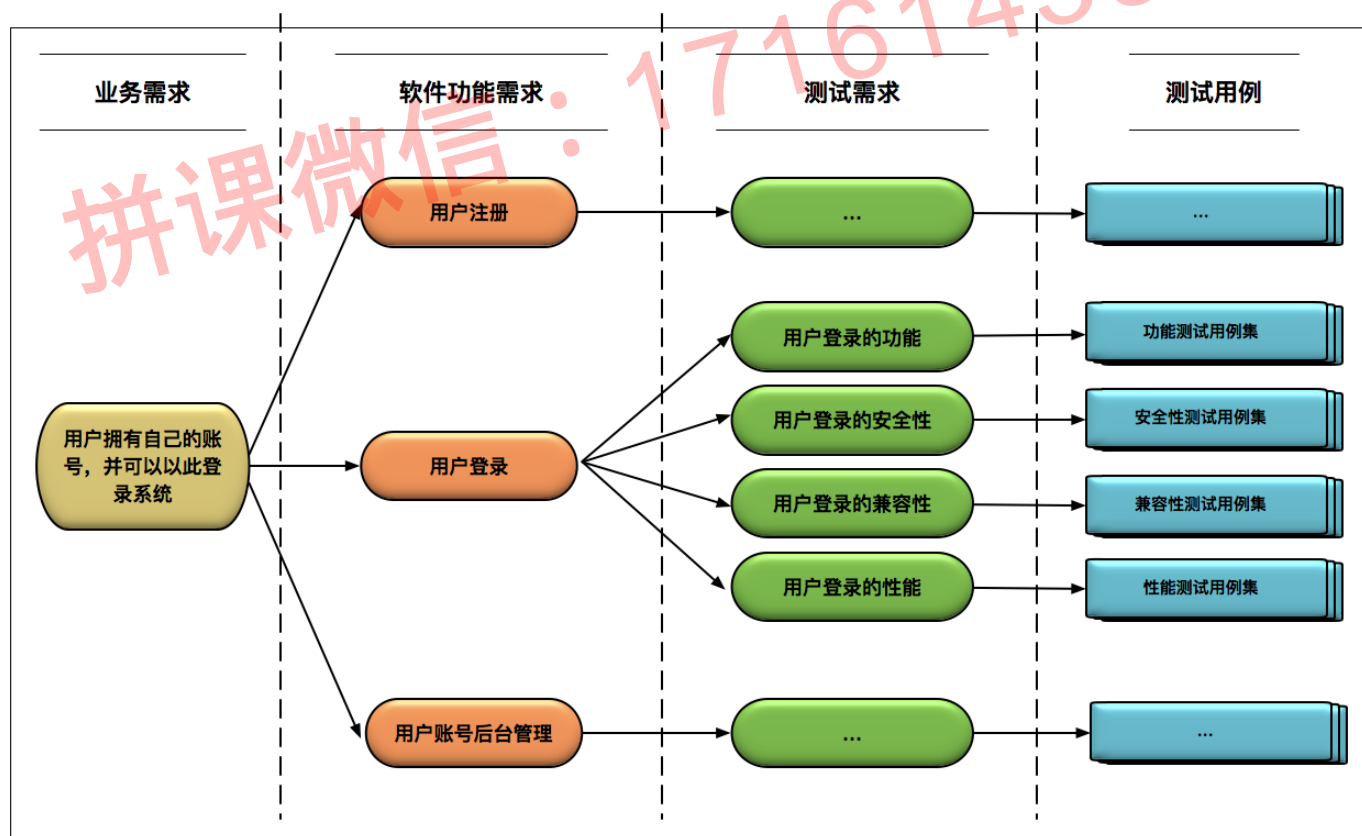 业务需求
软件功能需求
测试需求
测试用例
拼课微信：1716143
用户注册
...
...
用户登录的功能
功能测试用例集
用户登录的安全性
安全性测试用例集
用户拥有自己的账
号，并可以以此登
录系统
用户登录
用户登录的兼容性
兼容性测试用例集
用户登录的性能
性能测试用例集
用户账号后台管理
...
...